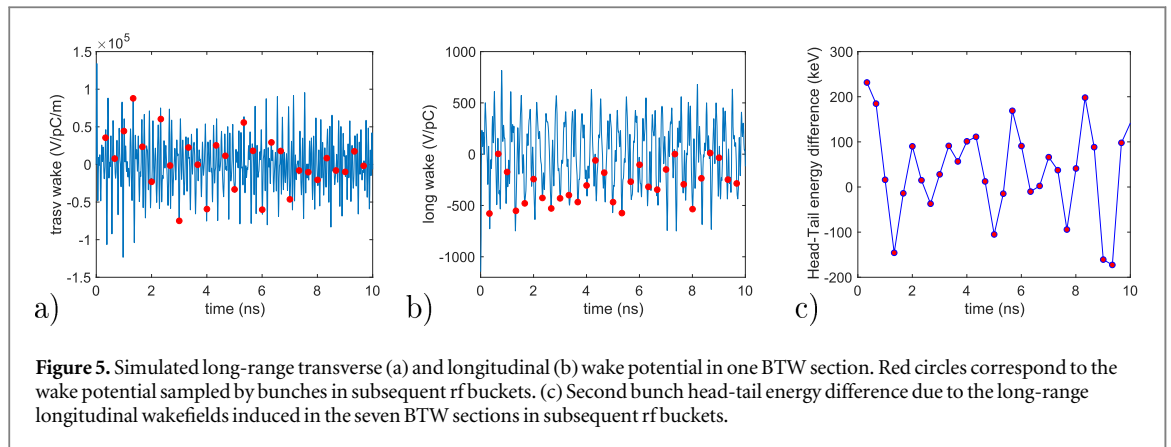 ×10⁵
1.5
1
0.5
0
-0.5
-1
-1.5
trasv wake (V/pC/m)
0 2 4 6 8 10
time (ns)
a)
1000
500
0
-500
-1000
long wake (V/pC)
0 2 4 6 8 10
time (ns)
b)
300
200
100
0
-100
-200
Head-Tail energy difference (keV)
0 2 4 6 8 10
time (ns)
c)
Figure 5. Simulated long-range transverse (a) and longitudinal (b) wake potential in one BTW section. Red circles correspond to the
wake potential sampled by bunches in subsequent rf buckets. (c) Second bunch head-tail energy difference due to the long-range
longitudinal wakefields induced in the seven BTW sections in subsequent rf buckets.